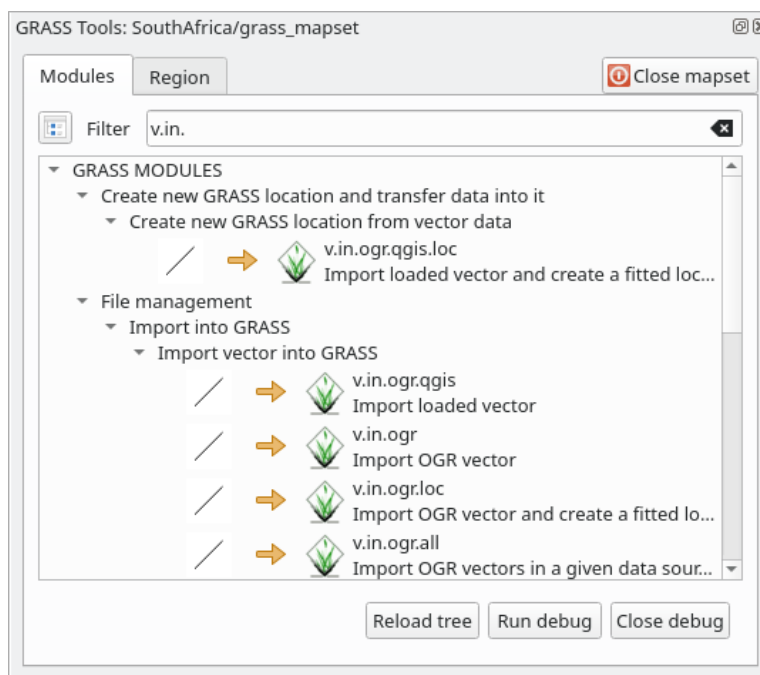 GRASS Tools: SouthAfrica/grass_mapset
Modules
Region
Close mapset
Filter
v.in.
GRASS MODULES
Create new GRASS location and transfer data into it
Create new GRASS location from vector data
v.in.ogr.qgis.loc
Import loaded vector and create a fitted loc...
File management
Import into GRASS
Import vector into GRASS
v.in.ogr.qgis
Import loaded vector
v.in.ogr
Import OGR vector
v.in.ogr.loc
Import OGR vector and create a fitted lo...
v.in.ogr.all
Import OGR vectors in a given data sour...
Reload tree
Run debug
Close debug